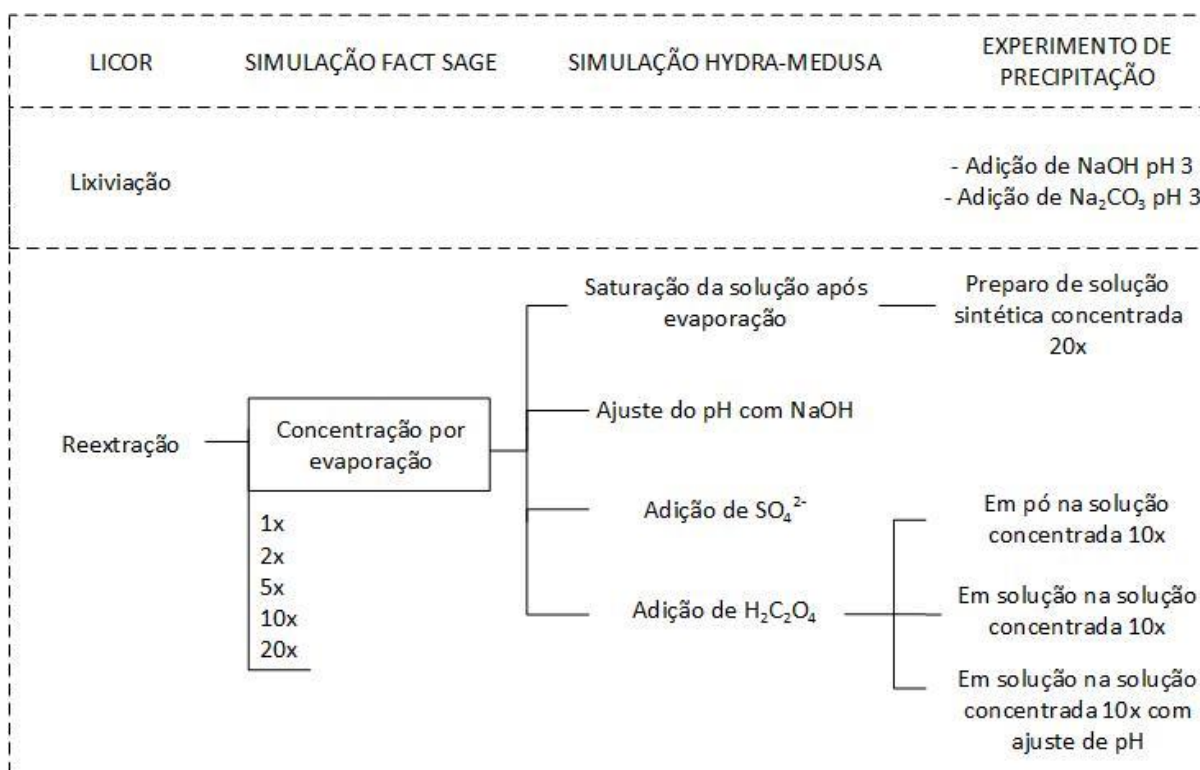 LICOR
SIMULAÇÃO FACT SAGE
SIMULAÇÃO HYDRA-MEDUSA
EXPERIMENTO DE
PRECIPITAÇÃO
Lixiviação
- Adição de NaOH pH 3
- Adição de Na₂CO₃ pH 3
Reextração
Concentração por
evaporação
1x
2x
5x
10x
20x
Saturação da solução após
evaporação
Preparo de solução
sintética concentrada
20x
Ajuste do pH com NaOH
Adição de SO₄²⁻
Adição de H₂C₂O₄
Em pó na solução
concentrada 10x
Em solução na solução
concentrada 10x
Em solução na solução
concentrada 10x com
ajuste de pH